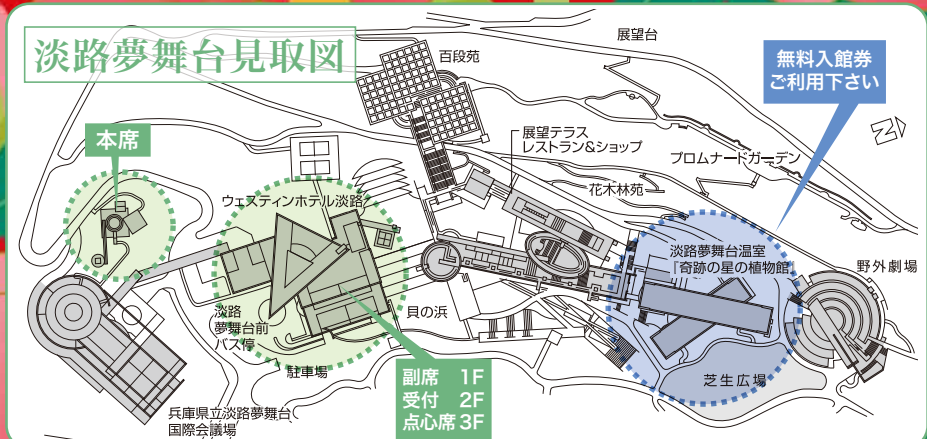 淡路夢舞台見取図
展望台
百段苑
無料入館券
ご利用下さい
N
本席
展望テラス
レストラン&ショップ
プロムナードガーデン
花木林苑
ウェスティンホテル淡路
淡路夢舞台温室
『奇跡の星の植物館』
野外劇場
淡路
夢舞台前
バス停
貝の浜
駐車場
芝生広場
副席 1F
受付 2F
点心席 3F
兵庫県立淡路夢舞台
国際会議場